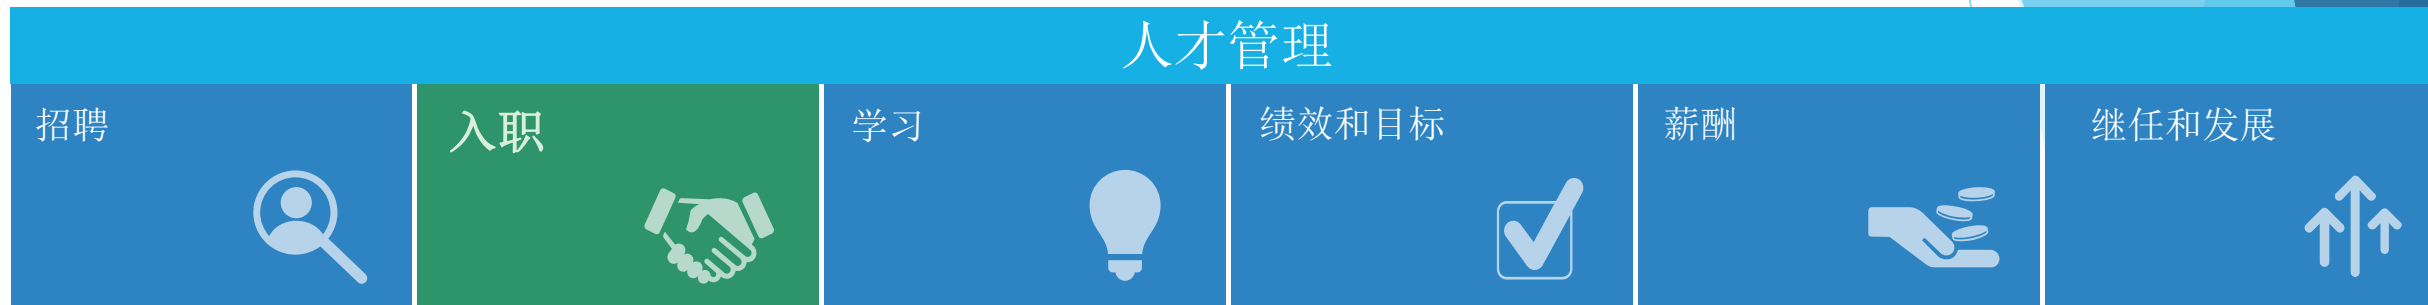 人才管理
招聘
入职
学习
绩效和目标
薪酬
继任和发展